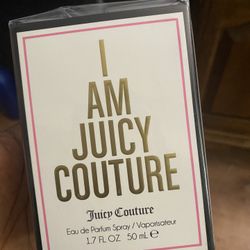 I
AM
JUICY
COUTURE
Juicy Couture
Eau de Parfum Spray / Vaporisateur
1.7 FL OZ 50 mL ℮